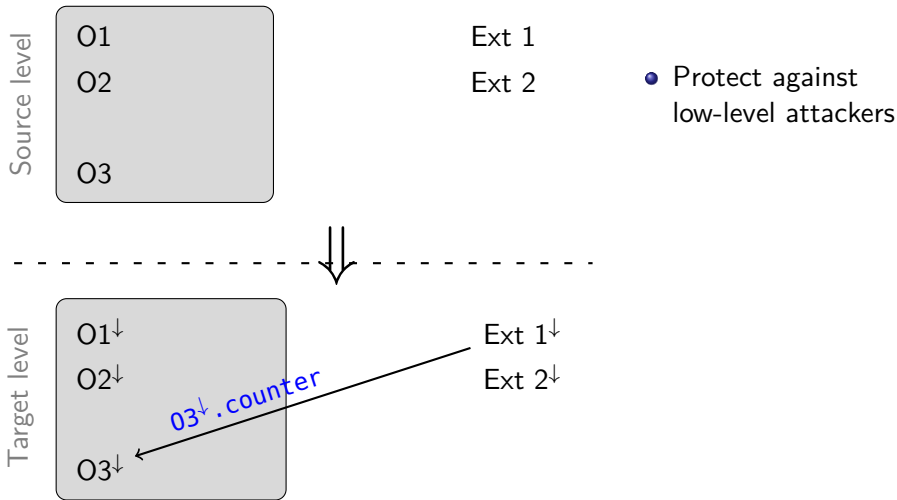 Source level
O1
Ext 1
O2
Ext 2
O3
Protect against
low-level attackers
Target level
O1↓
Ext 1↓
O2↓
Ext 2↓
O3↓.counter
O3↓